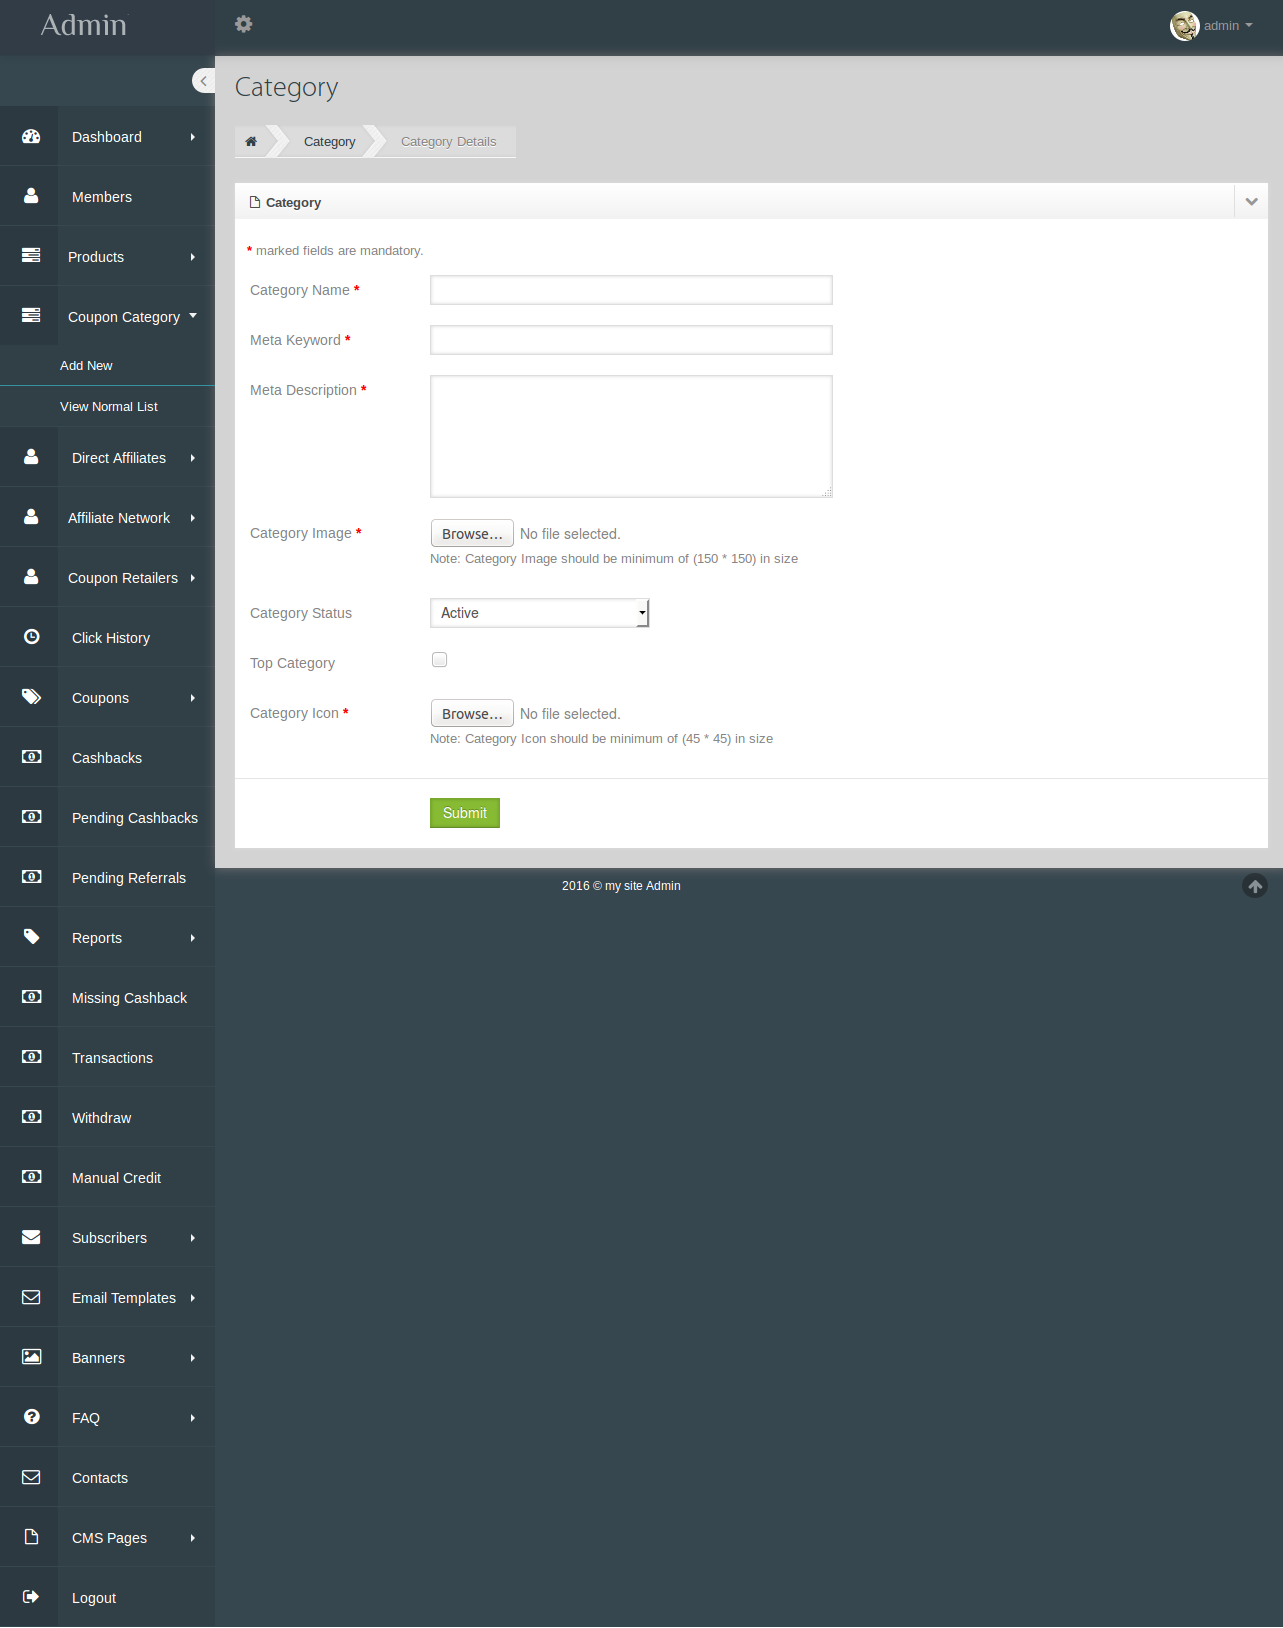 Admin
admin
Category
Category
Category Details
Dashboard
Members
Products
Coupon Category
Add New
View Normal List
Direct Affiliates
Affiliate Network
Coupon Retailers
Click History
Coupons
Cashbacks
Pending Cashbacks
Pending Referrals
Reports
Missing Cashback
Transactions
Withdraw
Manual Credit
Subscribers
Email Templates
Banners
FAQ
Contacts
CMS Pages
Logout
Category
* marked fields are mandatory.
Category Name *
Meta Keyword *
Meta Description *
Category Image *
Browse... No file selected.
Note: Category Image should be minimum of (150 * 150) in size
Category Status
Active
Top Category
Category Icon *
Browse... No file selected.
Note: Category Icon should be minimum of (45 * 45) in size
Submit
2016 © my site Admin